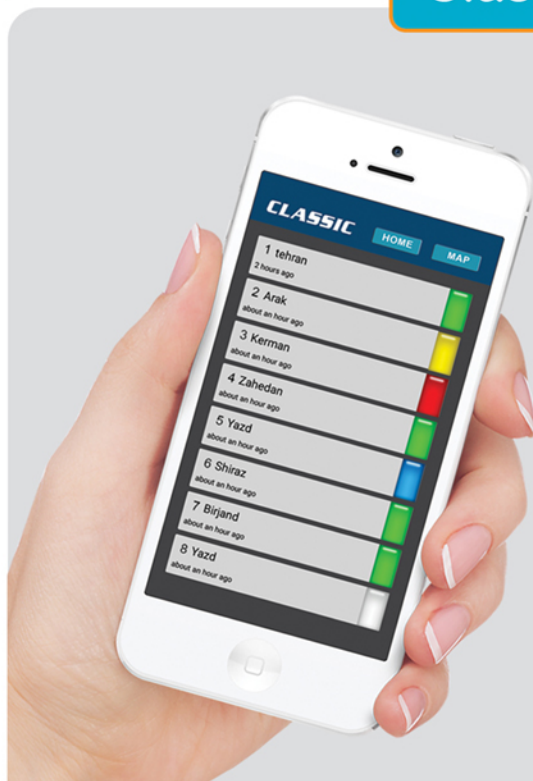 CLASSIC
HOME
MAP
1 tehran
2 hours ago
2 Arak
about an hour ago
3 Kerman
about an hour ago
4 Zahedan
about an hour ago
5 Yazd
about an hour ago
6 Shiraz
about an hour ago
7 Birjand
about an hour ago
8 Yazd
about an hour ago